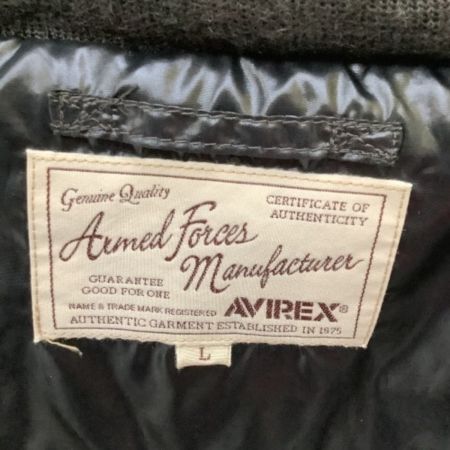 Genuine Quality
CERTIFICATE OF
AUTHENTICITY
Armed Forces
Manufacturer
GUARANTEE
GOOD FOR ONE
NAME & TRADE MARK REGISTERED
AVIREX®
AUTHENTIC GARMENT ESTABLISHED IN 1975
L